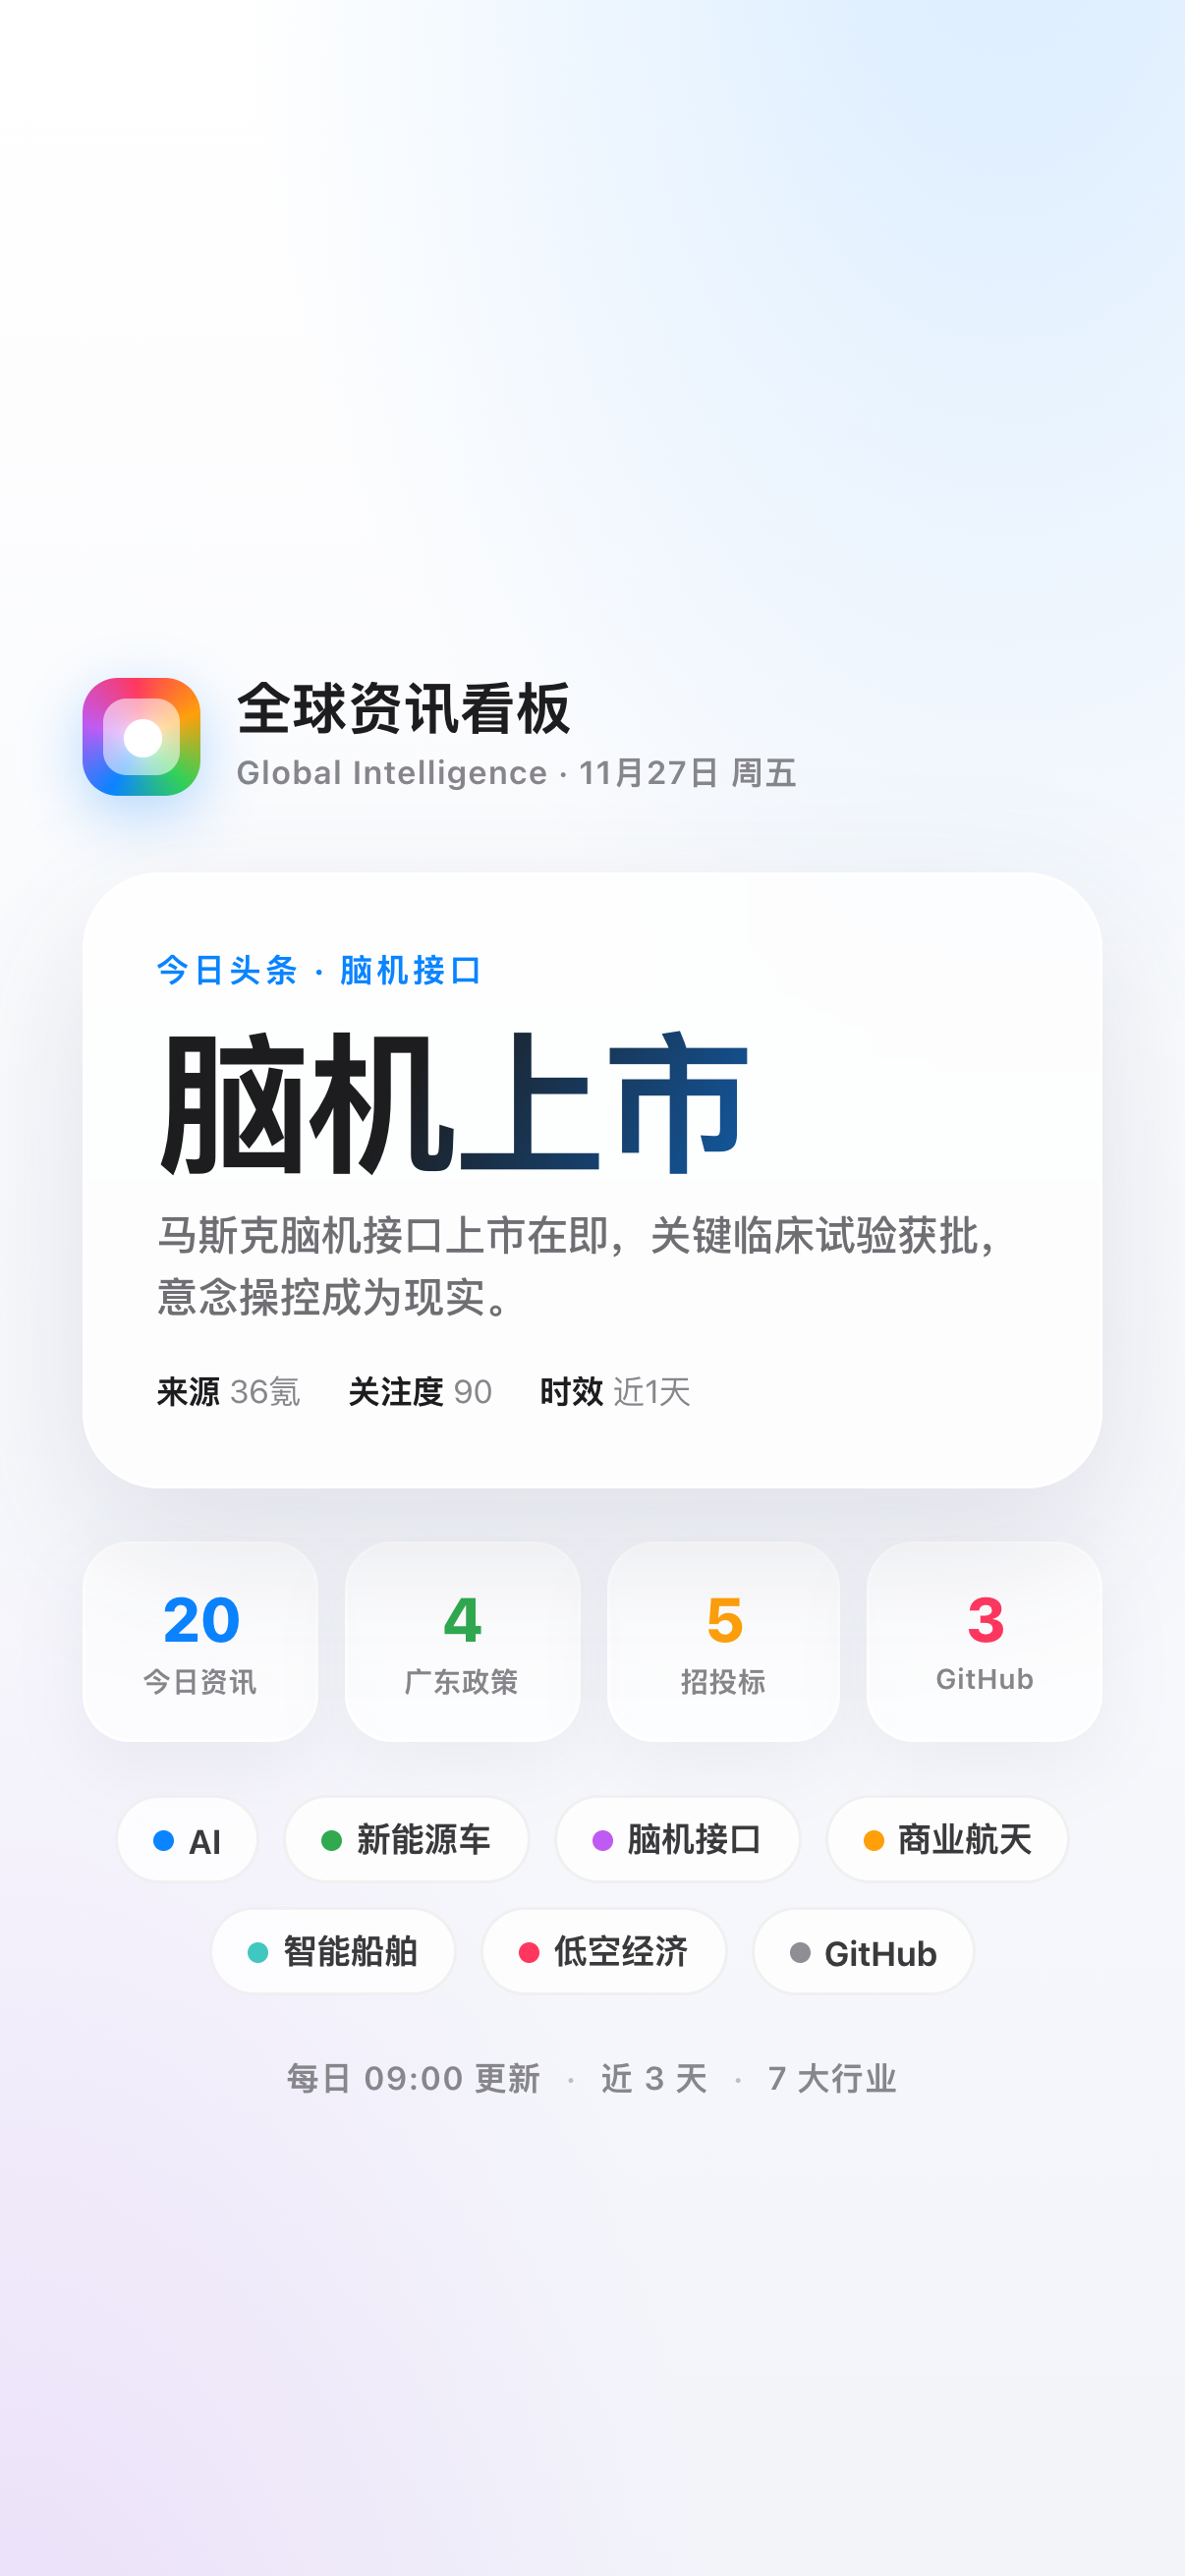 全球资讯看板
Global Intelligence · 11月27日 周五
今日头条 · 脑机接口
脑机上市
马斯克脑机接口上市在即，关键临床试验获批，
意念操控成为现实。
来源 36氪 关注度 90 时效 近1天
20 4 5 3
今日资讯 广东政策 招投标 GitHub
AI 新能源车 脑机接口 商业航天
智能船舶 低空经济 GitHub
每日 09:00 更新 · 近 3 天 · 7 大行业